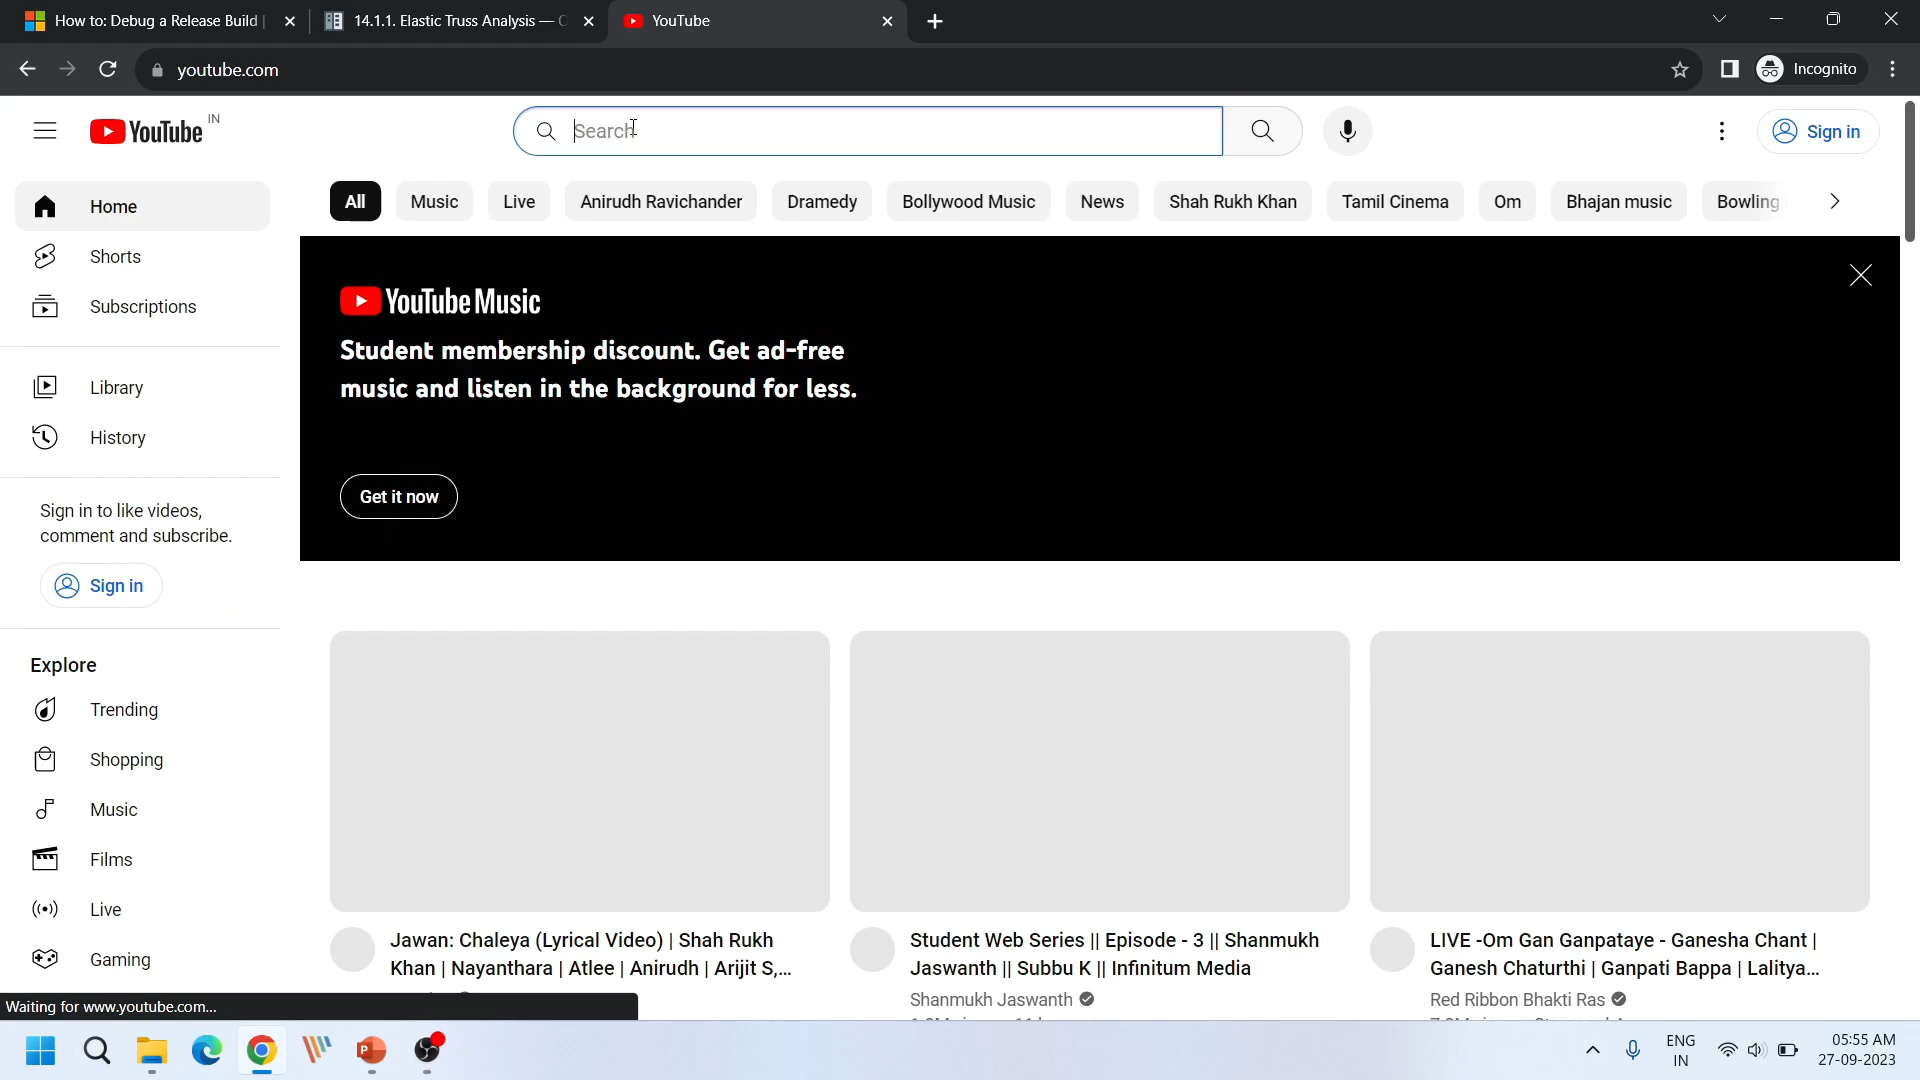 How to: Debug a Release Build |
14.1.1. Elastic Truss Analysis —
YouTube
youtube.com
Incognito
YouTube IN
Search
Sign in
Home
Shorts
Subscriptions
Library
History
Sign in to like videos,
comment and subscribe.
Sign in
Explore
Trending
Shopping
Music
Films
Live
Gaming
All
Music
Live
Anirudh Ravichander
Dramedy
Bollywood Music
News
Shah Rukh Khan
Tamil Cinema
Om
Bhajan music
Bowling
YouTube Music
Student membership discount. Get ad-free
music and listen in the background for less.
Get it now
Jawan: Chaleya (Lyrical Video) | Shah Rukh
Khan | Nayanthara | Atlee | Anirudh | Arijit S,...
Student Web Series || Episode - 3 || Shanmukh
Jaswanth || Subbu K || Infinitum Media
Shanmukh Jaswanth
LIVE -Om Gan Ganpataye - Ganesha Chant |
Ganesh Chaturthi | Ganpati Bappa | Lalitya...
Red Ribbon Bhakti Ras
Waiting for www.youtube.com...
ENG
IN
05:55 AM
27-09-2023